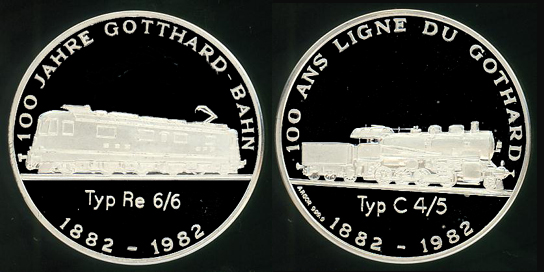 100 JAHRE GOTTHARD-BAHN
Typ Re 6/6
1882 - 1982
100 ANS LIGNE DU GOTHARD
Typ C 4/5
1882 - 1982